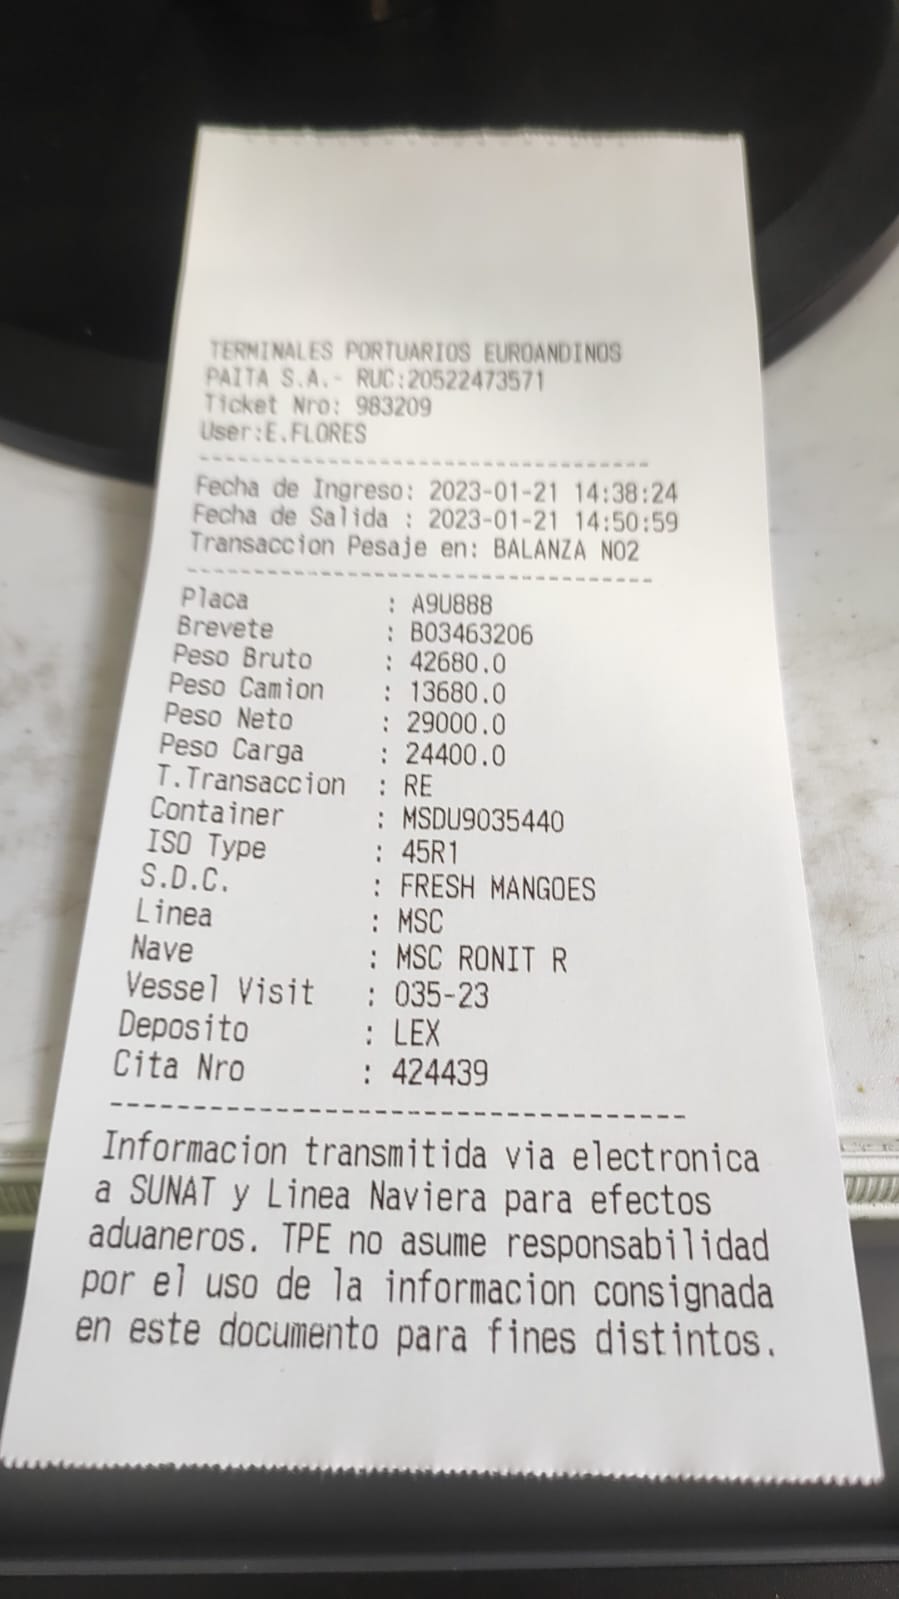 TERMINALES PORTUARIOS EUROANDINOS
PAITA S.A.- RUC:20522473571
Ticket Nro: 983209
User:E.FLORES
------------------------------------
Fecha de Ingreso: 2023-01-21 14:38:24
Fecha de Salida : 2023-01-21 14:50:59
Transaccion Pesaje en: BALANZA NO2
------------------------------------
Placa : A9U888
Brevete : B03463206
Peso Bruto : 42680.0
Peso Camion : 13680.0
Peso Neto : 29000.0
Peso Carga : 24400.0
T.Transaccion : RE
Container : MSDU9035440
ISO Type : 45R1
S.D.C. : FRESH MANGOES
Linea : MSC
Nave : MSC RONIT R
Vessel Visit : 035-23
Deposito : LEX
Cita Nro : 424439
------------------------------------
Informacion transmitida via electronica
a SUNAT y Linea Naviera para efectos
aduaneros. TPE no asume responsabilidad
por el uso de la informacion consignada
en este documento para fines distintos.